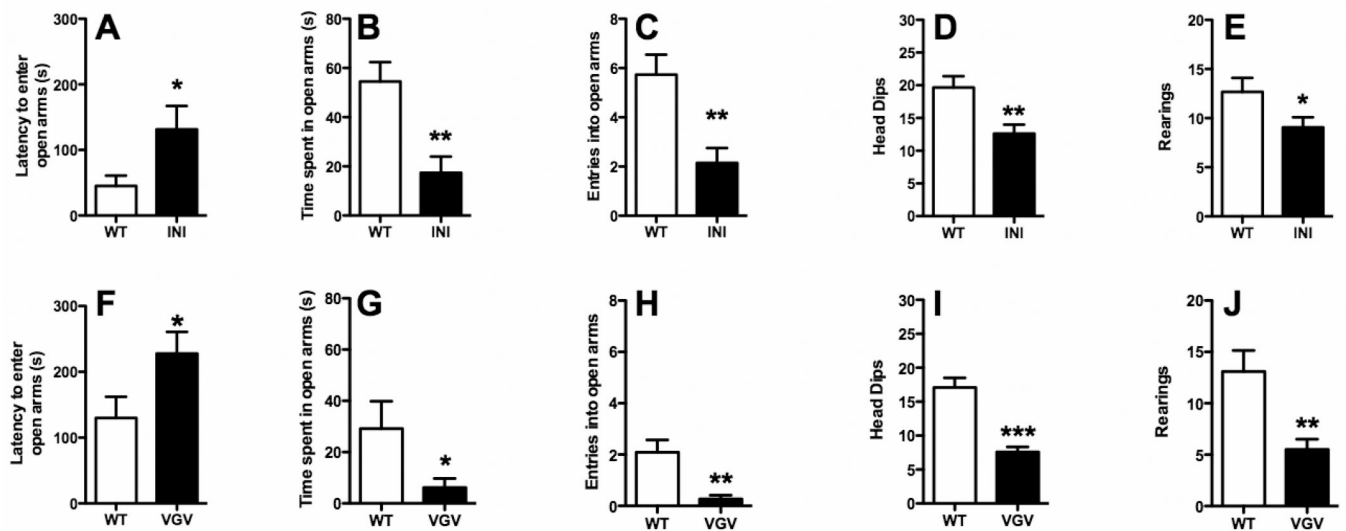 A
Latency to enter
open arms (s)
300
200
100
0
*
WT
INI
B
Time spent in open arms (s)
80
60
40
20
0
**
WT
INI
C
Entries into open arms
8
6
4
2
0
**
WT
INI
D
Head Dips
30
25
20
15
10
5
0
**
WT
INI
E
Rearings
20
15
10
5
0
*
WT
INI
F
Latency to enter
open arms (s)
300
200
100
0
*
WT
VGV
G
Time spent in open arms (s)
80
60
40
20
0
*
WT
VGV
H
Entries into open arms
8
6
4
2
0
**
WT
VGV
I
Head Dips
30
25
20
15
10
5
0
***
WT
VGV
J
Rearings
20
15
10
5
0
**
WT
VGV